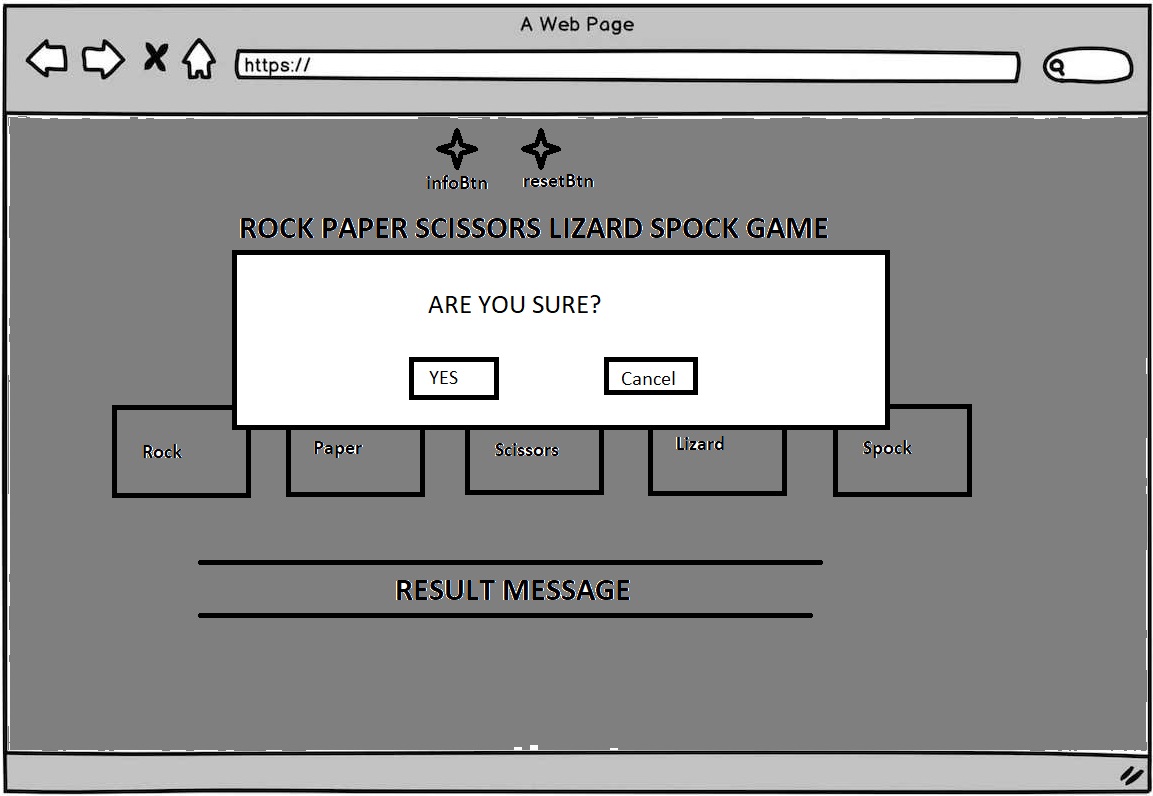 A Web Page
https://
infoBtn resetBtn
ROCK PAPER SCISSORS LIZARD SPOCK GAME
ARE YOU SURE?
YES Cancel
Rock Paper Scissors Lizard Spock
RESULT MESSAGE